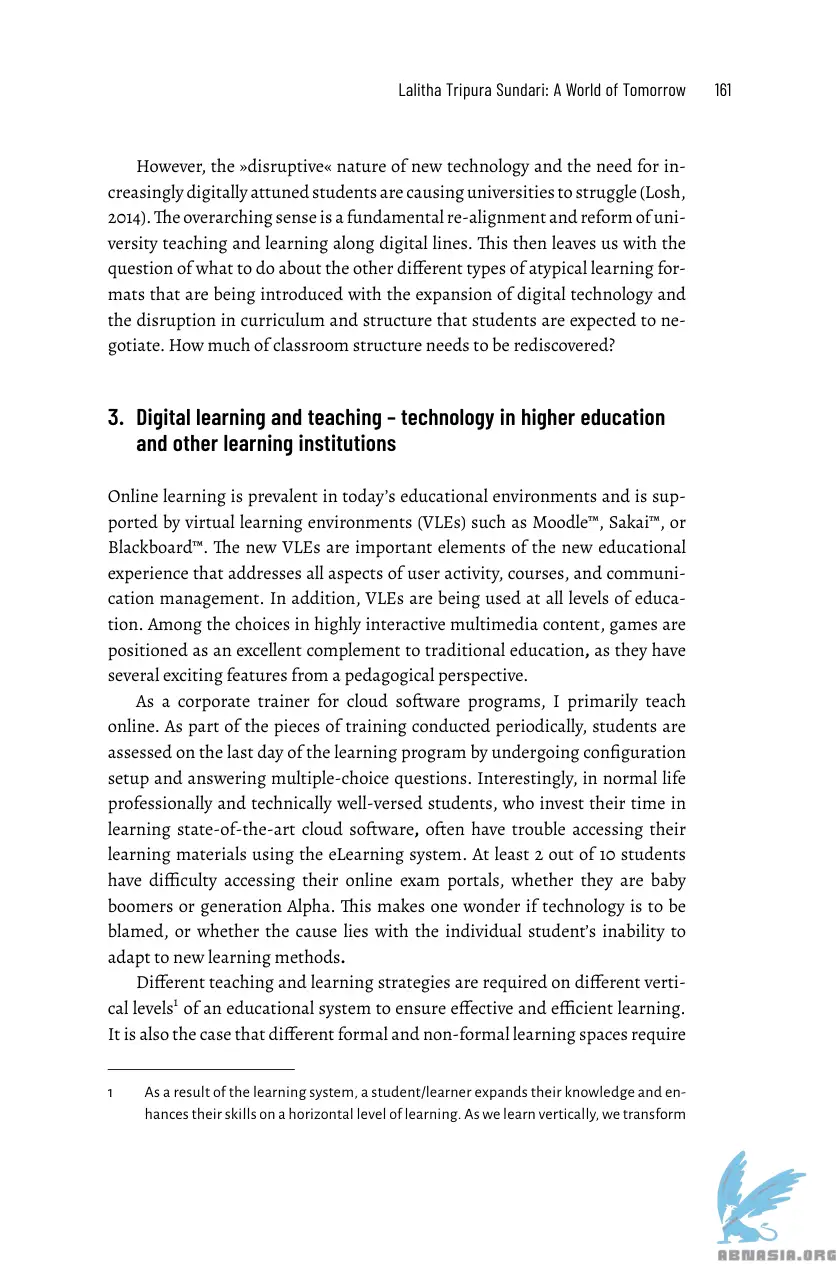 Lalitha Tripura Sundari: A World of Tomorrow 161
However, the »disruptive« nature of new technology and the need for in-
creasingly digitally attuned students are causing universities to struggle (Losh,
2014). The overarching sense is a fundamental re-alignment and reform of uni-
versity teaching and learning along digital lines. This then leaves us with the
question of what to do about the other different types of atypical learning for-
mats that are being introduced with the expansion of digital technology and
the disruption in curriculum and structure that students are expected to ne-
gotiate. How much of classroom structure needs to be rediscovered?
3. Digital learning and teaching – technology in higher education
and other learning institutions
Online learning is prevalent in today’s educational environments and is sup-
ported by virtual learning environments (VLEs) such as Moodle™, Sakai™, or
Blackboard™. The new VLEs are important elements of the new educational
experience that addresses all aspects of user activity, courses, and communi-
cation management. In addition, VLEs are being used at all levels of educa-
tion. Among the choices in highly interactive multimedia content, games are
positioned as an excellent complement to traditional education, as they have
several exciting features from a pedagogical perspective.
As a corporate trainer for cloud software programs, I primarily teach
online. As part of the pieces of training conducted periodically, students are
assessed on the last day of the learning program by undergoing configuration
setup and answering multiple-choice questions. Interestingly, in normal life
professionally and technically well-versed students, who invest their time in
learning state-of-the-art cloud software, often have trouble accessing their
learning materials using the eLearning system. At least 2 out of 10 students
have difficulty accessing their online exam portals, whether they are baby
boomers or generation Alpha. This makes one wonder if technology is to be
blamed, or whether the cause lies with the individual student’s inability to
adapt to new learning methods.
Different teaching and learning strategies are required on different verti-
cal levels¹ of an educational system to ensure effective and efficient learning.
It is also the case that different formal and non-formal learning spaces require
1 As a result of the learning system, a student/learner expands their knowledge and en-
hances their skills on a horizontal level of learning. As we learn vertically, we transform
ABNASIA.ORG